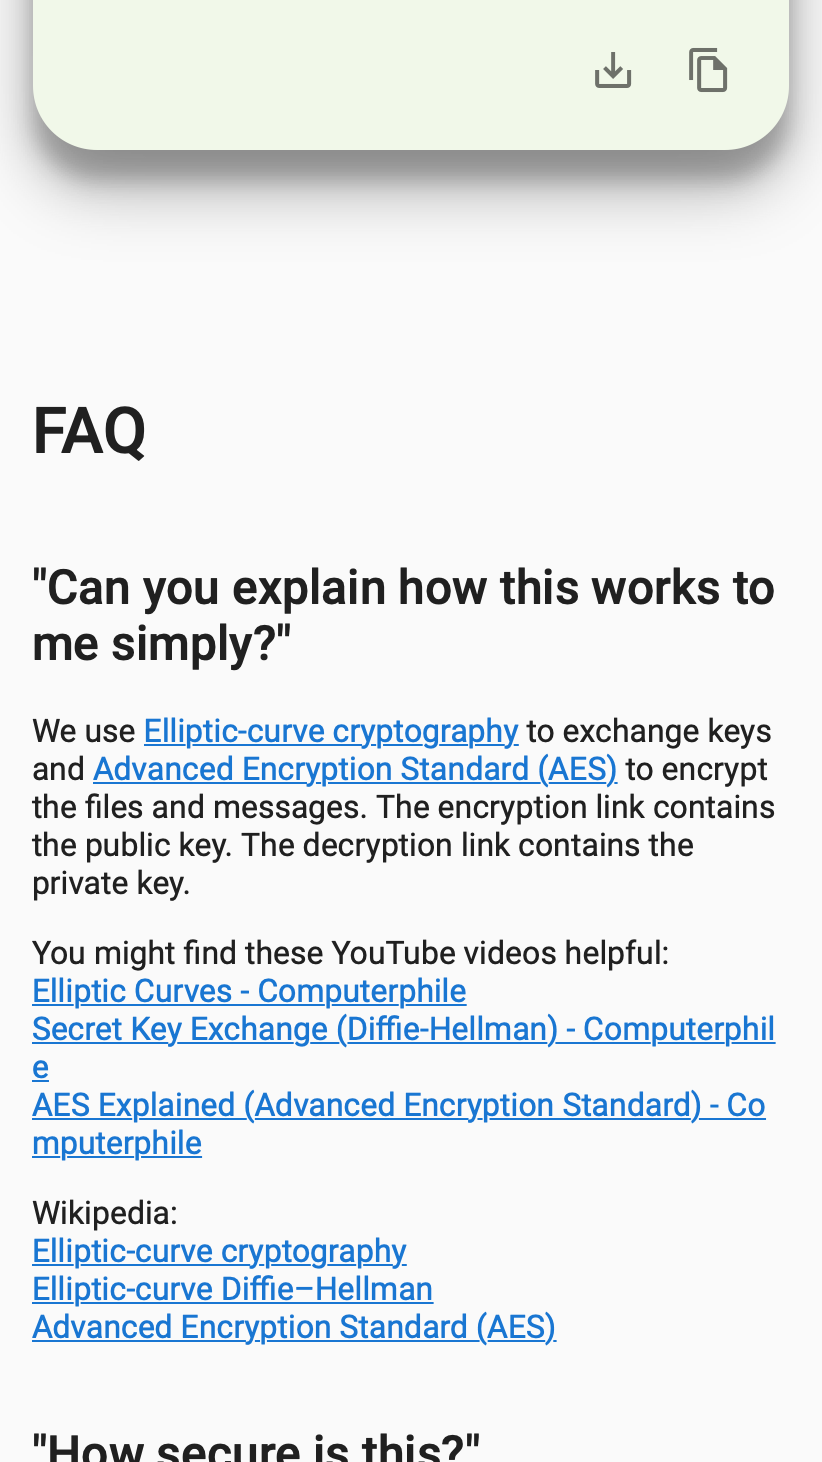 FAQ
"Can you explain how this works to
me simply?"
We use Elliptic-curve cryptography to exchange keys
and Advanced Encryption Standard (AES) to encrypt
the files and messages. The encryption link contains
the public key. The decryption link contains the
private key.
You might find these YouTube videos helpful:
Elliptic Curves - Computerphile
Secret Key Exchange (Diffie-Hellman) - Computerphil
e
AES Explained (Advanced Encryption Standard) - Co
mputerphile
Wikipedia:
Elliptic-curve cryptography
Elliptic-curve Diffie–Hellman
Advanced Encryption Standard (AES)
"How secure is this?"